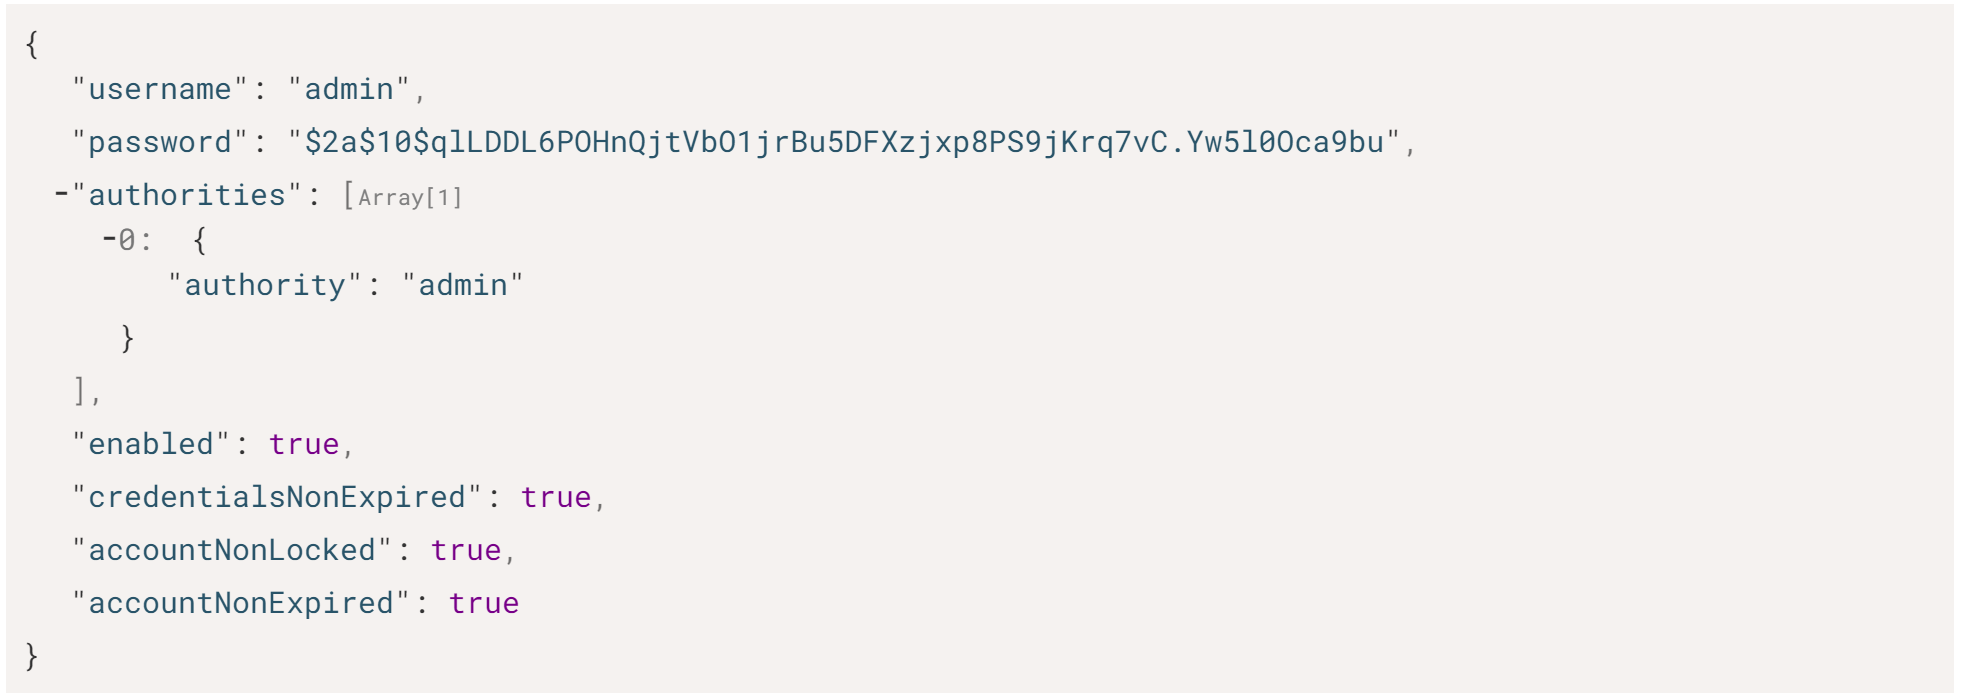 {
"username": "admin",
"password": "$2a$10$qlLDDL6POHnQjtVbO1jrBu5DFXzjxp8PS9jKrq7vC.Yw5l0Oca9bu",
-"authorities": [Array[1]
-0: {
"authority": "admin"
}
],
"enabled": true,
"credentialsNonExpired": true,
"accountNonLocked": true,
"accountNonExpired": true
}